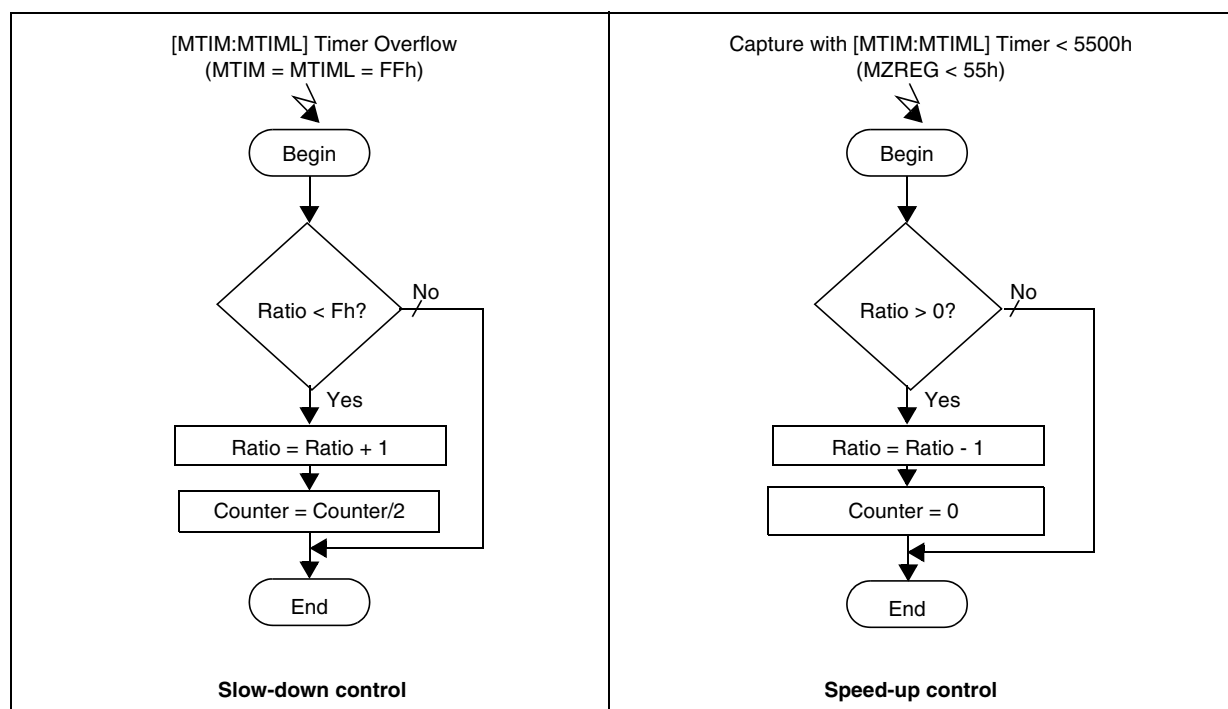 [MTIM:MTIML] Timer Overflow
(MTIM = MTIML = FFh)
Begin
Ratio < Fh?
No
Yes
Ratio = Ratio + 1
Counter = Counter/2
End
Slow-down control
Capture with [MTIM:MTIML] Timer < 5500h
(MZREG < 55h)
Begin
Ratio > 0?
No
Yes
Ratio = Ratio - 1
Counter = 0
End
Speed-up control